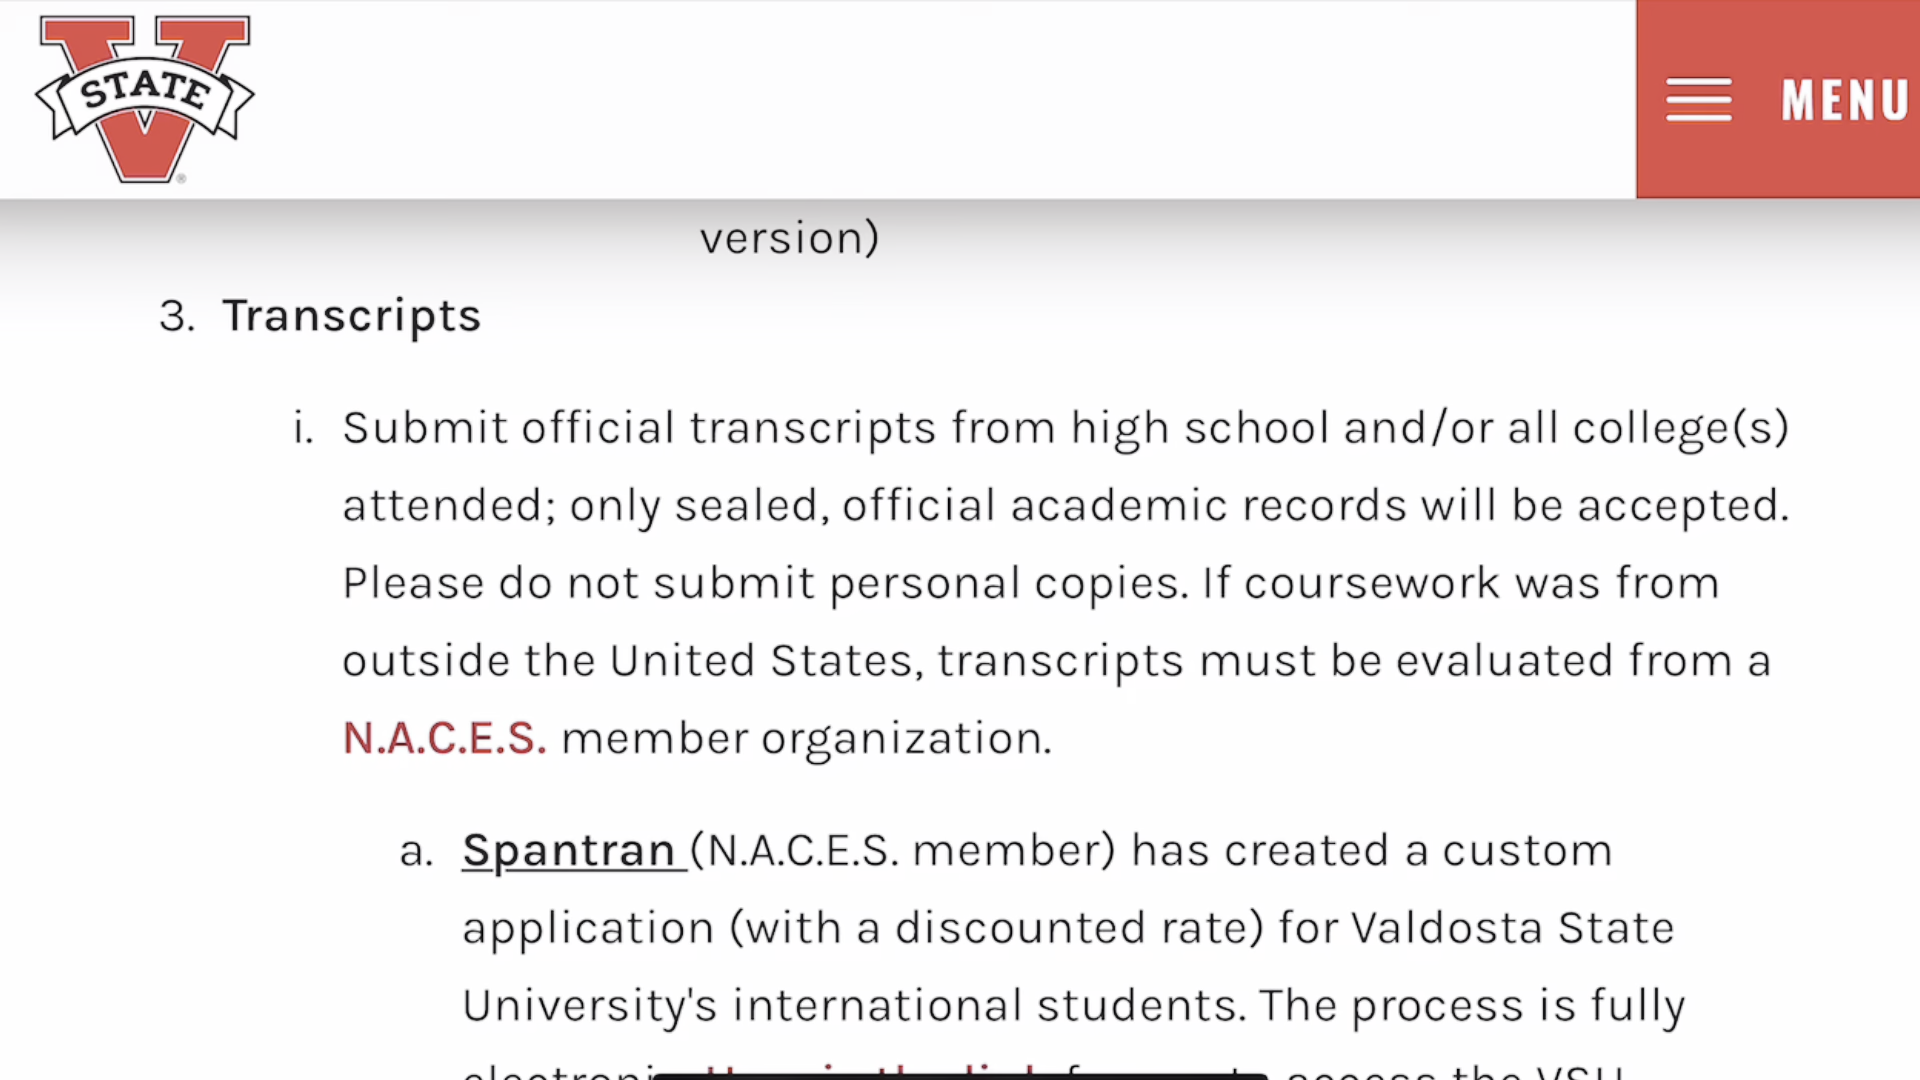 STATE
MENU
version)
3. Transcripts
i. Submit official transcripts from high school and/or all college(s)
attended; only sealed, official academic records will be accepted.
Please do not submit personal copies. If coursework was from
outside the United States, transcripts must be evaluated from a
N.A.C.E.S. member organization.
a. Spantran (N.A.C.E.S. member) has created a custom
application (with a discounted rate) for Valdosta State
University's international students. The process is fully
access the VSU